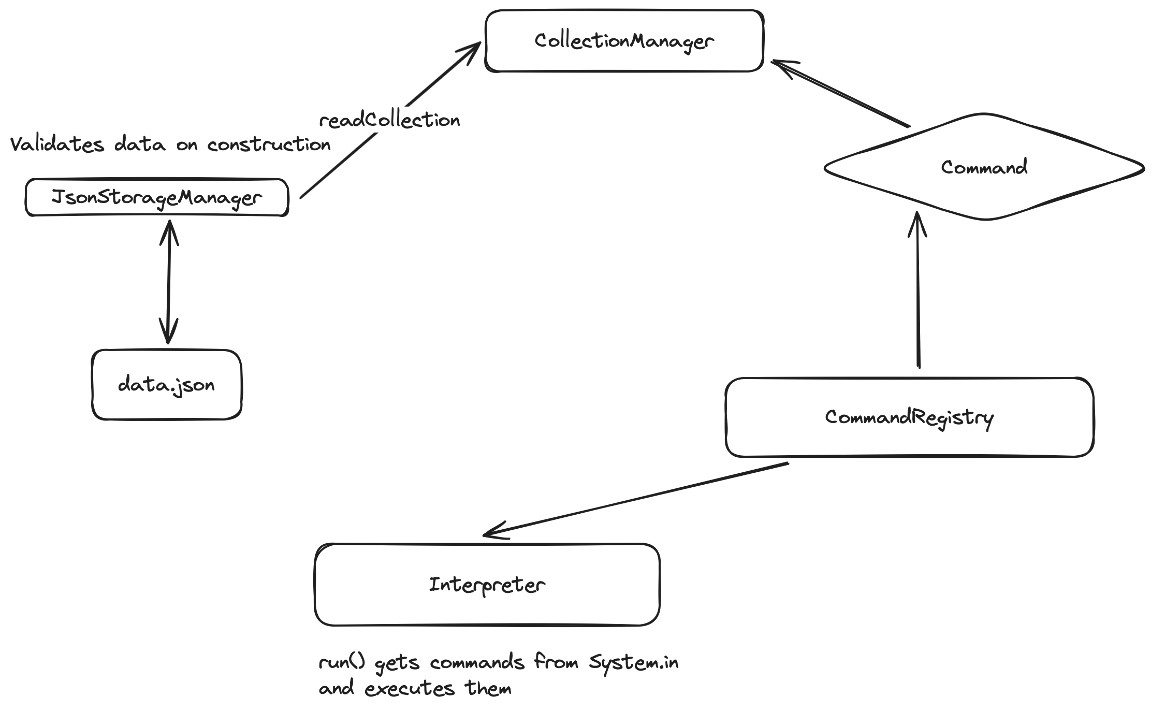 CollectionManager
readCollection
Validates data on construction
JsonStorageManager
Command
data.json
CommandRegistry
Interpreter
run() gets commands from System.in
and executes them